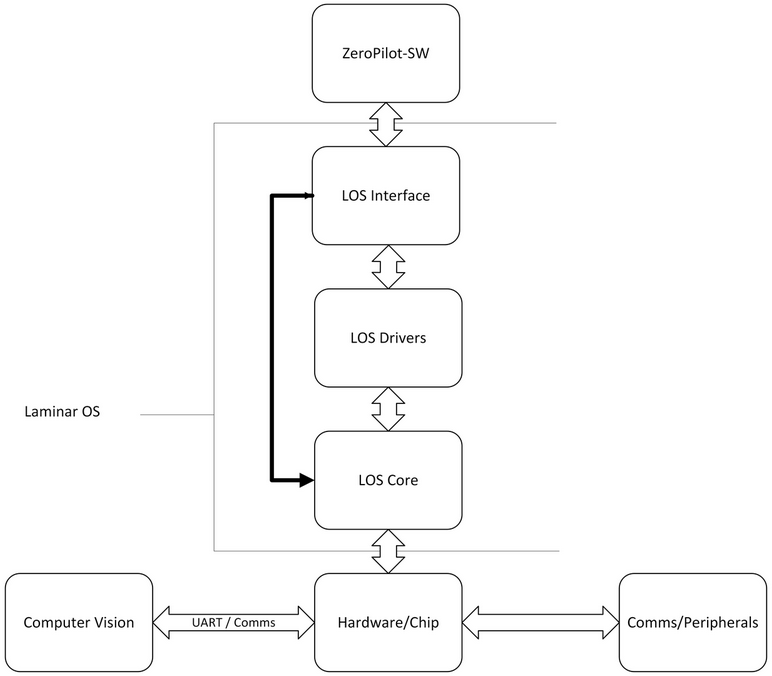 ZeroPilot-SW
LOS Interface
LOS Drivers
Laminar OS
LOS Core
Computer Vision
UART / Comms
Hardware/Chip
Comms/Peripherals